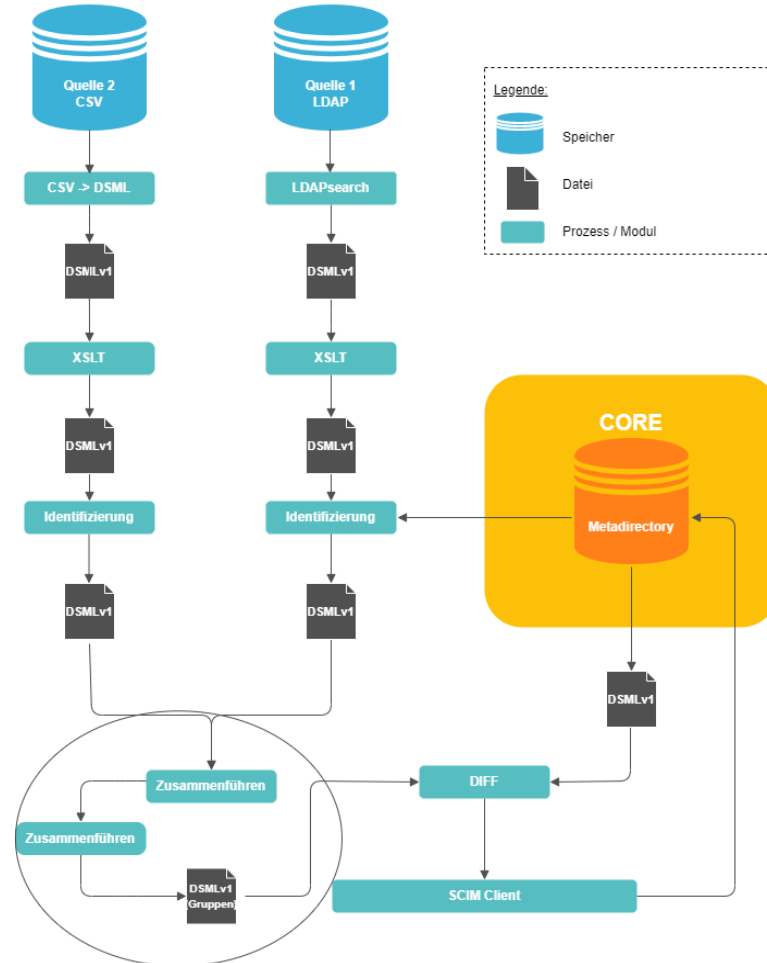 Quelle 2
CSV
Quelle 1
LDAP
Legende:
Speicher
Datei
Prozess / Modul
CSV -> DSML
LDAPsearch
DSMLv1
DSMLv1
XSLT
XSLT
DSMLv1
DSMLv1
CORE
Identifizierung
Identifizierung
Metadirectory
DSMLv1
DSMLv1
DSMLv1
Zusammenführen
DIFF
Zusammenführen
DSMLv1
(Gruppen)
SCIM Client